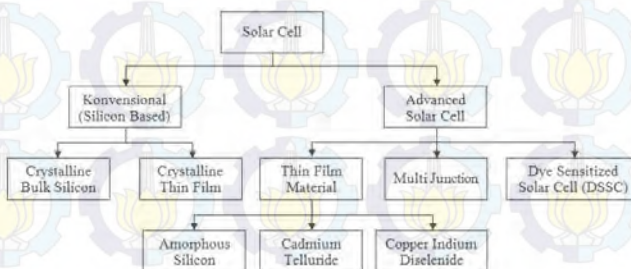 Solar Cell
Konvensional
(Silicon Based)
Advanced
Solar Cell
Crystalline
Bulk Silicon
Crystalline
Thin Film
Thin Film
Material
Multi Junction
Dye Sensitized
Solar Cell (DSSC)
Amorphous
Silicon
Cadmium
Telluride
Copper Indium
Diselenide